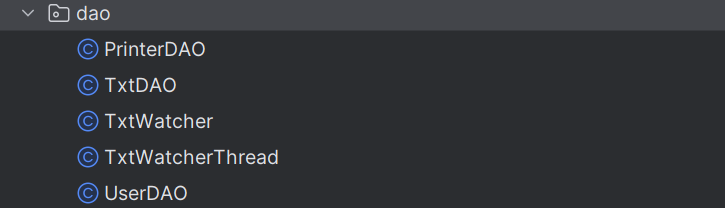 dao
C PrinterDAO
C TxtDAO
C TxtWatcher
C TxtWatcherThread
C UserDAO